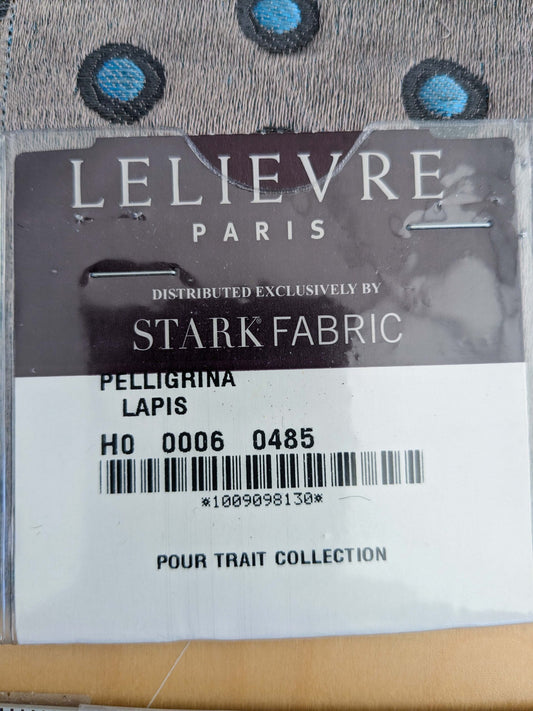 LELIEVRE
PARIS
DISTRIBUTED EXCLUSIVELY BY
STARK® FABRIC
PELLIGRINA
LAPIS
H0 0006 0485
*1009098130*
POUR TRAIT COLLECTION